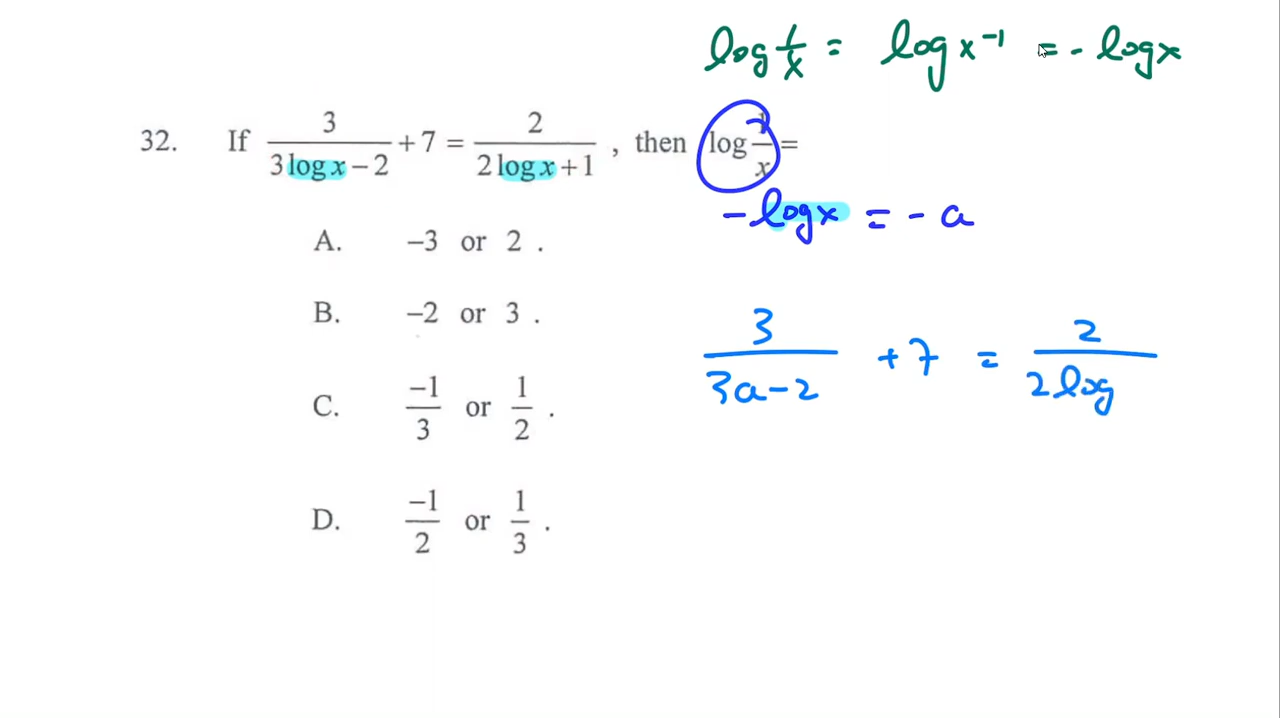 log 1/x = log x⁻¹ = - log x
32. If 3/(3 log x − 2) + 7 = 2/(2 log x + 1) , then log 1/x =
- log x = - a
A. −3 or 2 .
B. −2 or 3 .
3/(3a − 2) + 7 = 2/(2 log
C. −1/3 or 1/2 .
D. −1/2 or 1/3 .